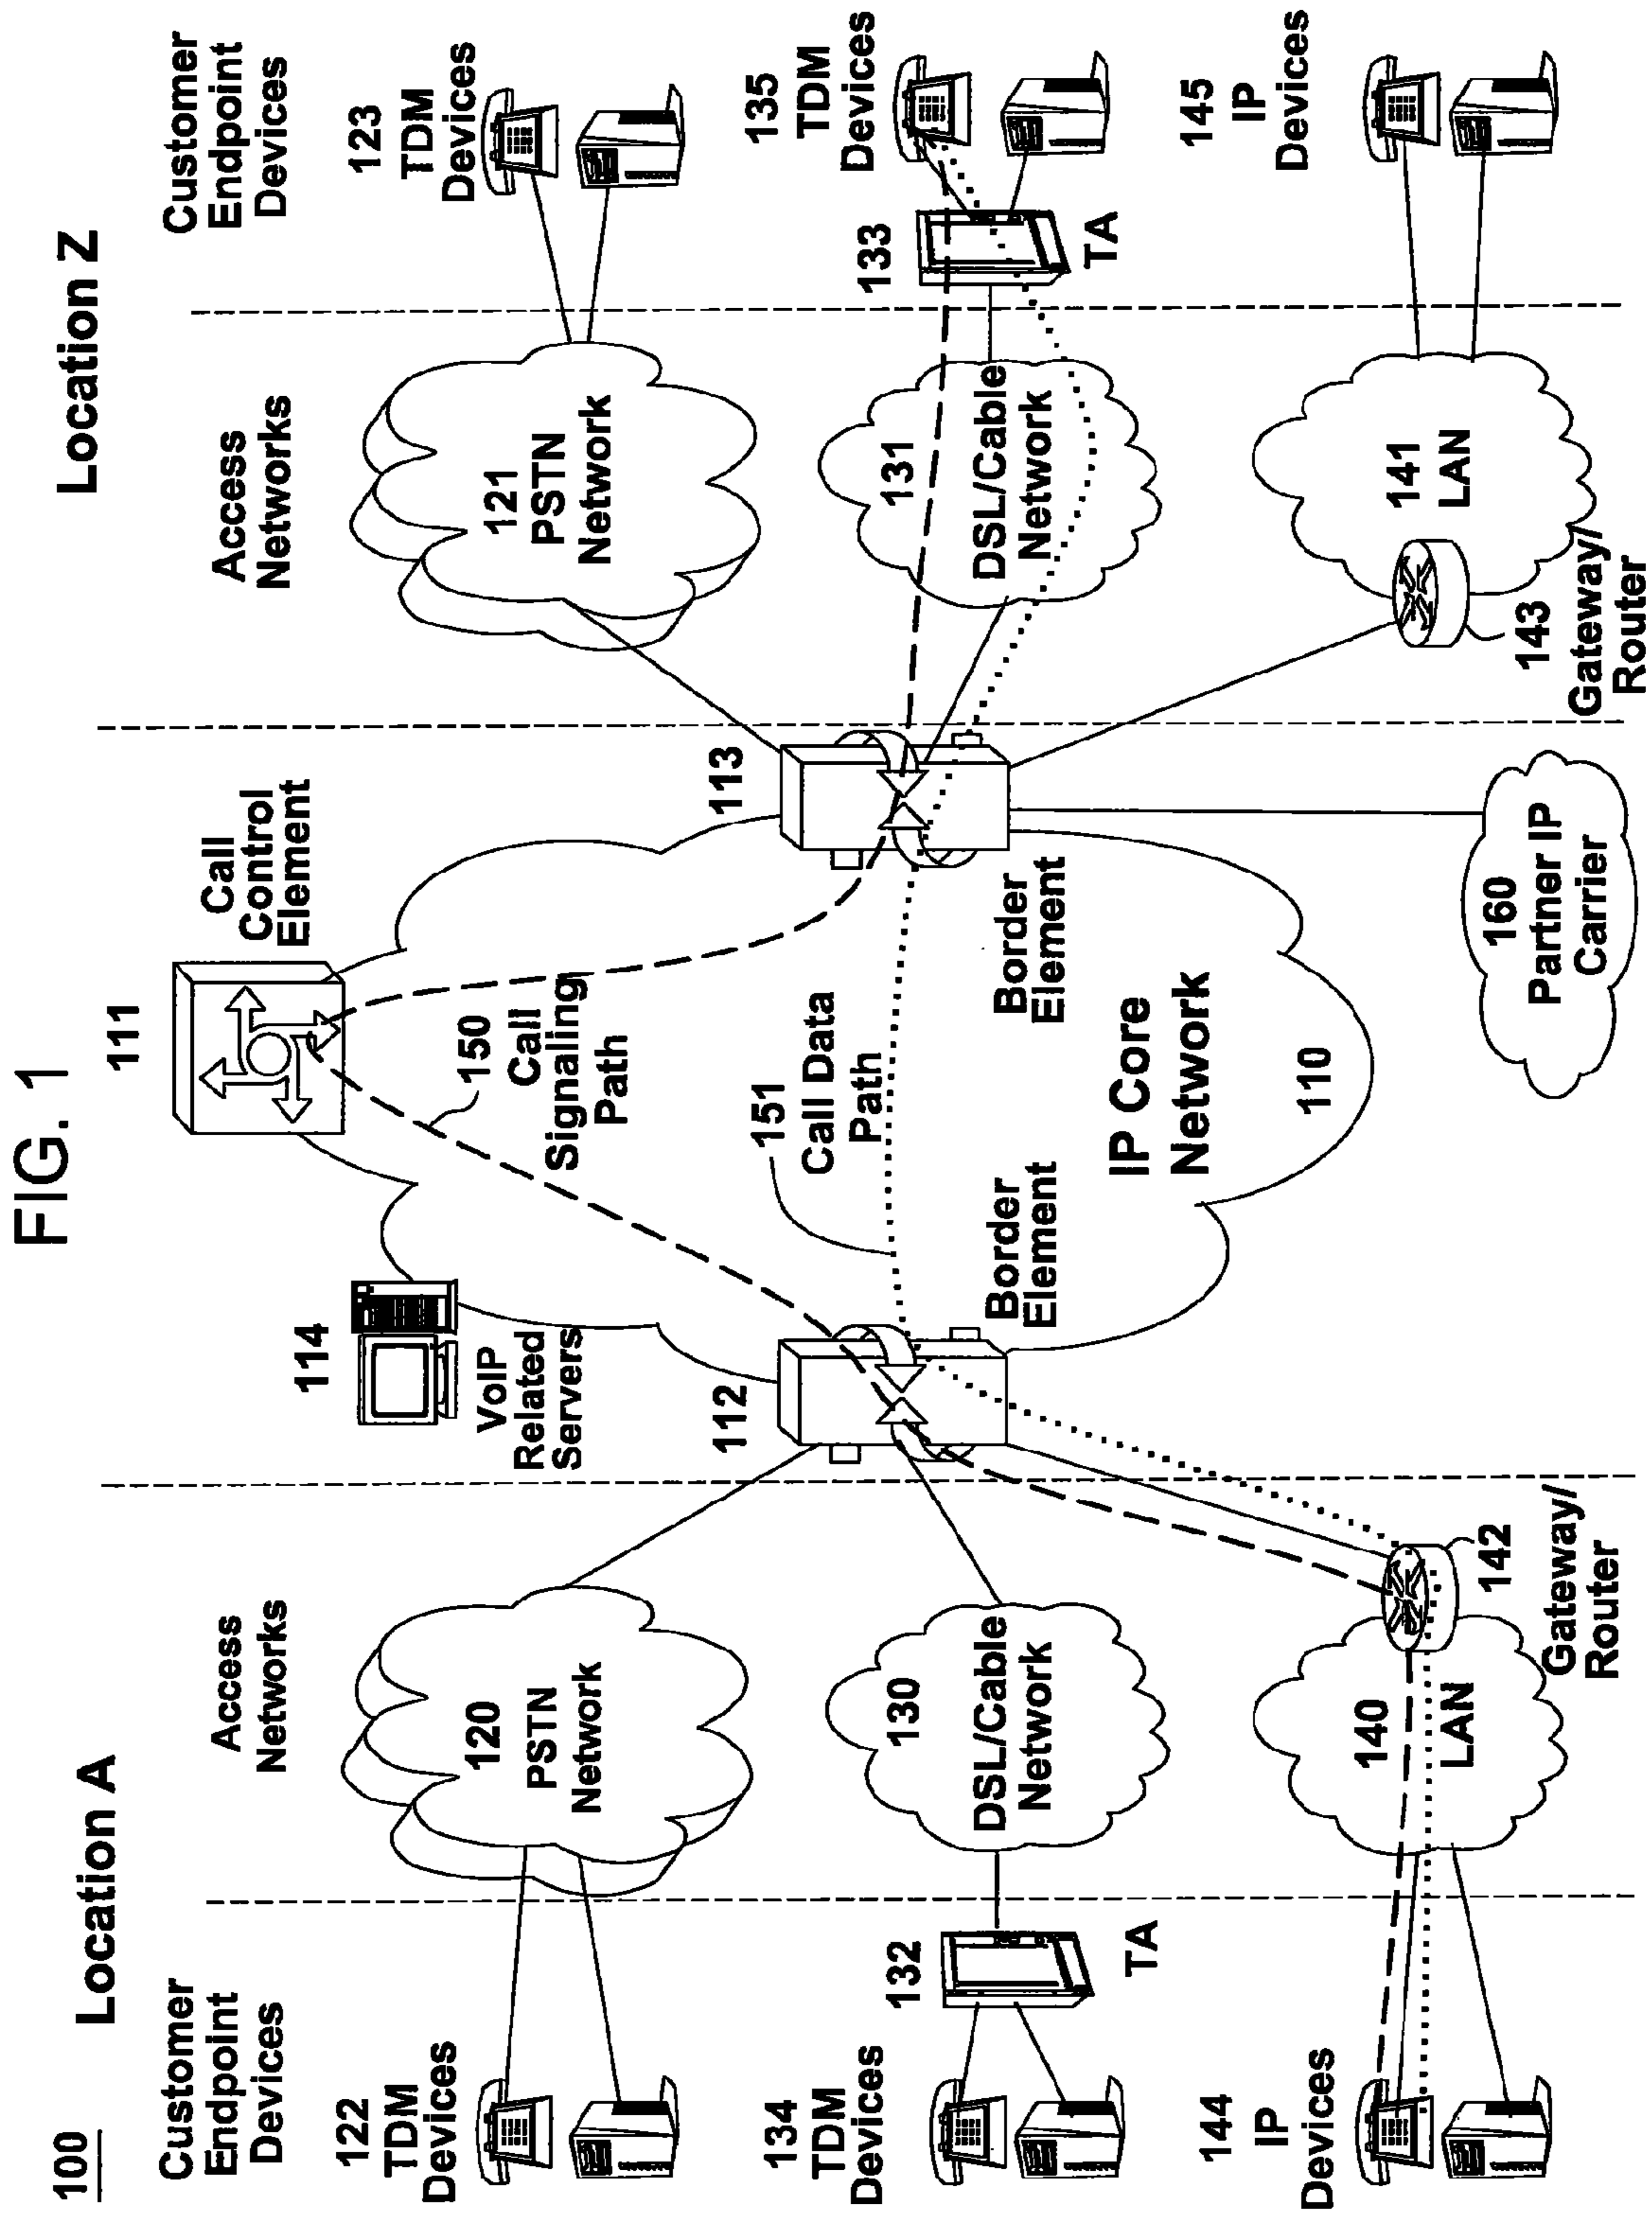 FIG. 1
100
Location A
Location Z
Customer
Endpoint
Devices
Access
Networks
114
VoIP
Related
Servers
111
Call
Control
Element
Access
Networks
Customer
Endpoint
Devices
122
TDM
Devices
120
PSTN
Network
150
Call
Signaling
Path
121
PSTN
Network
123
TDM
Devices
134
TDM
Devices
132
TA
130
DSL/Cable
Network
112
Border
Element
151
Call Data
Path
113
Border
Element
131
DSL/Cable
Network
133
TA
135
TDM
Devices
IP Core
Network
110
144
IP
Devices
140
LAN
142
Gateway/
Router
160
Partner IP
Carrier
143
Gateway/
Router
141
LAN
145
IP
Devices